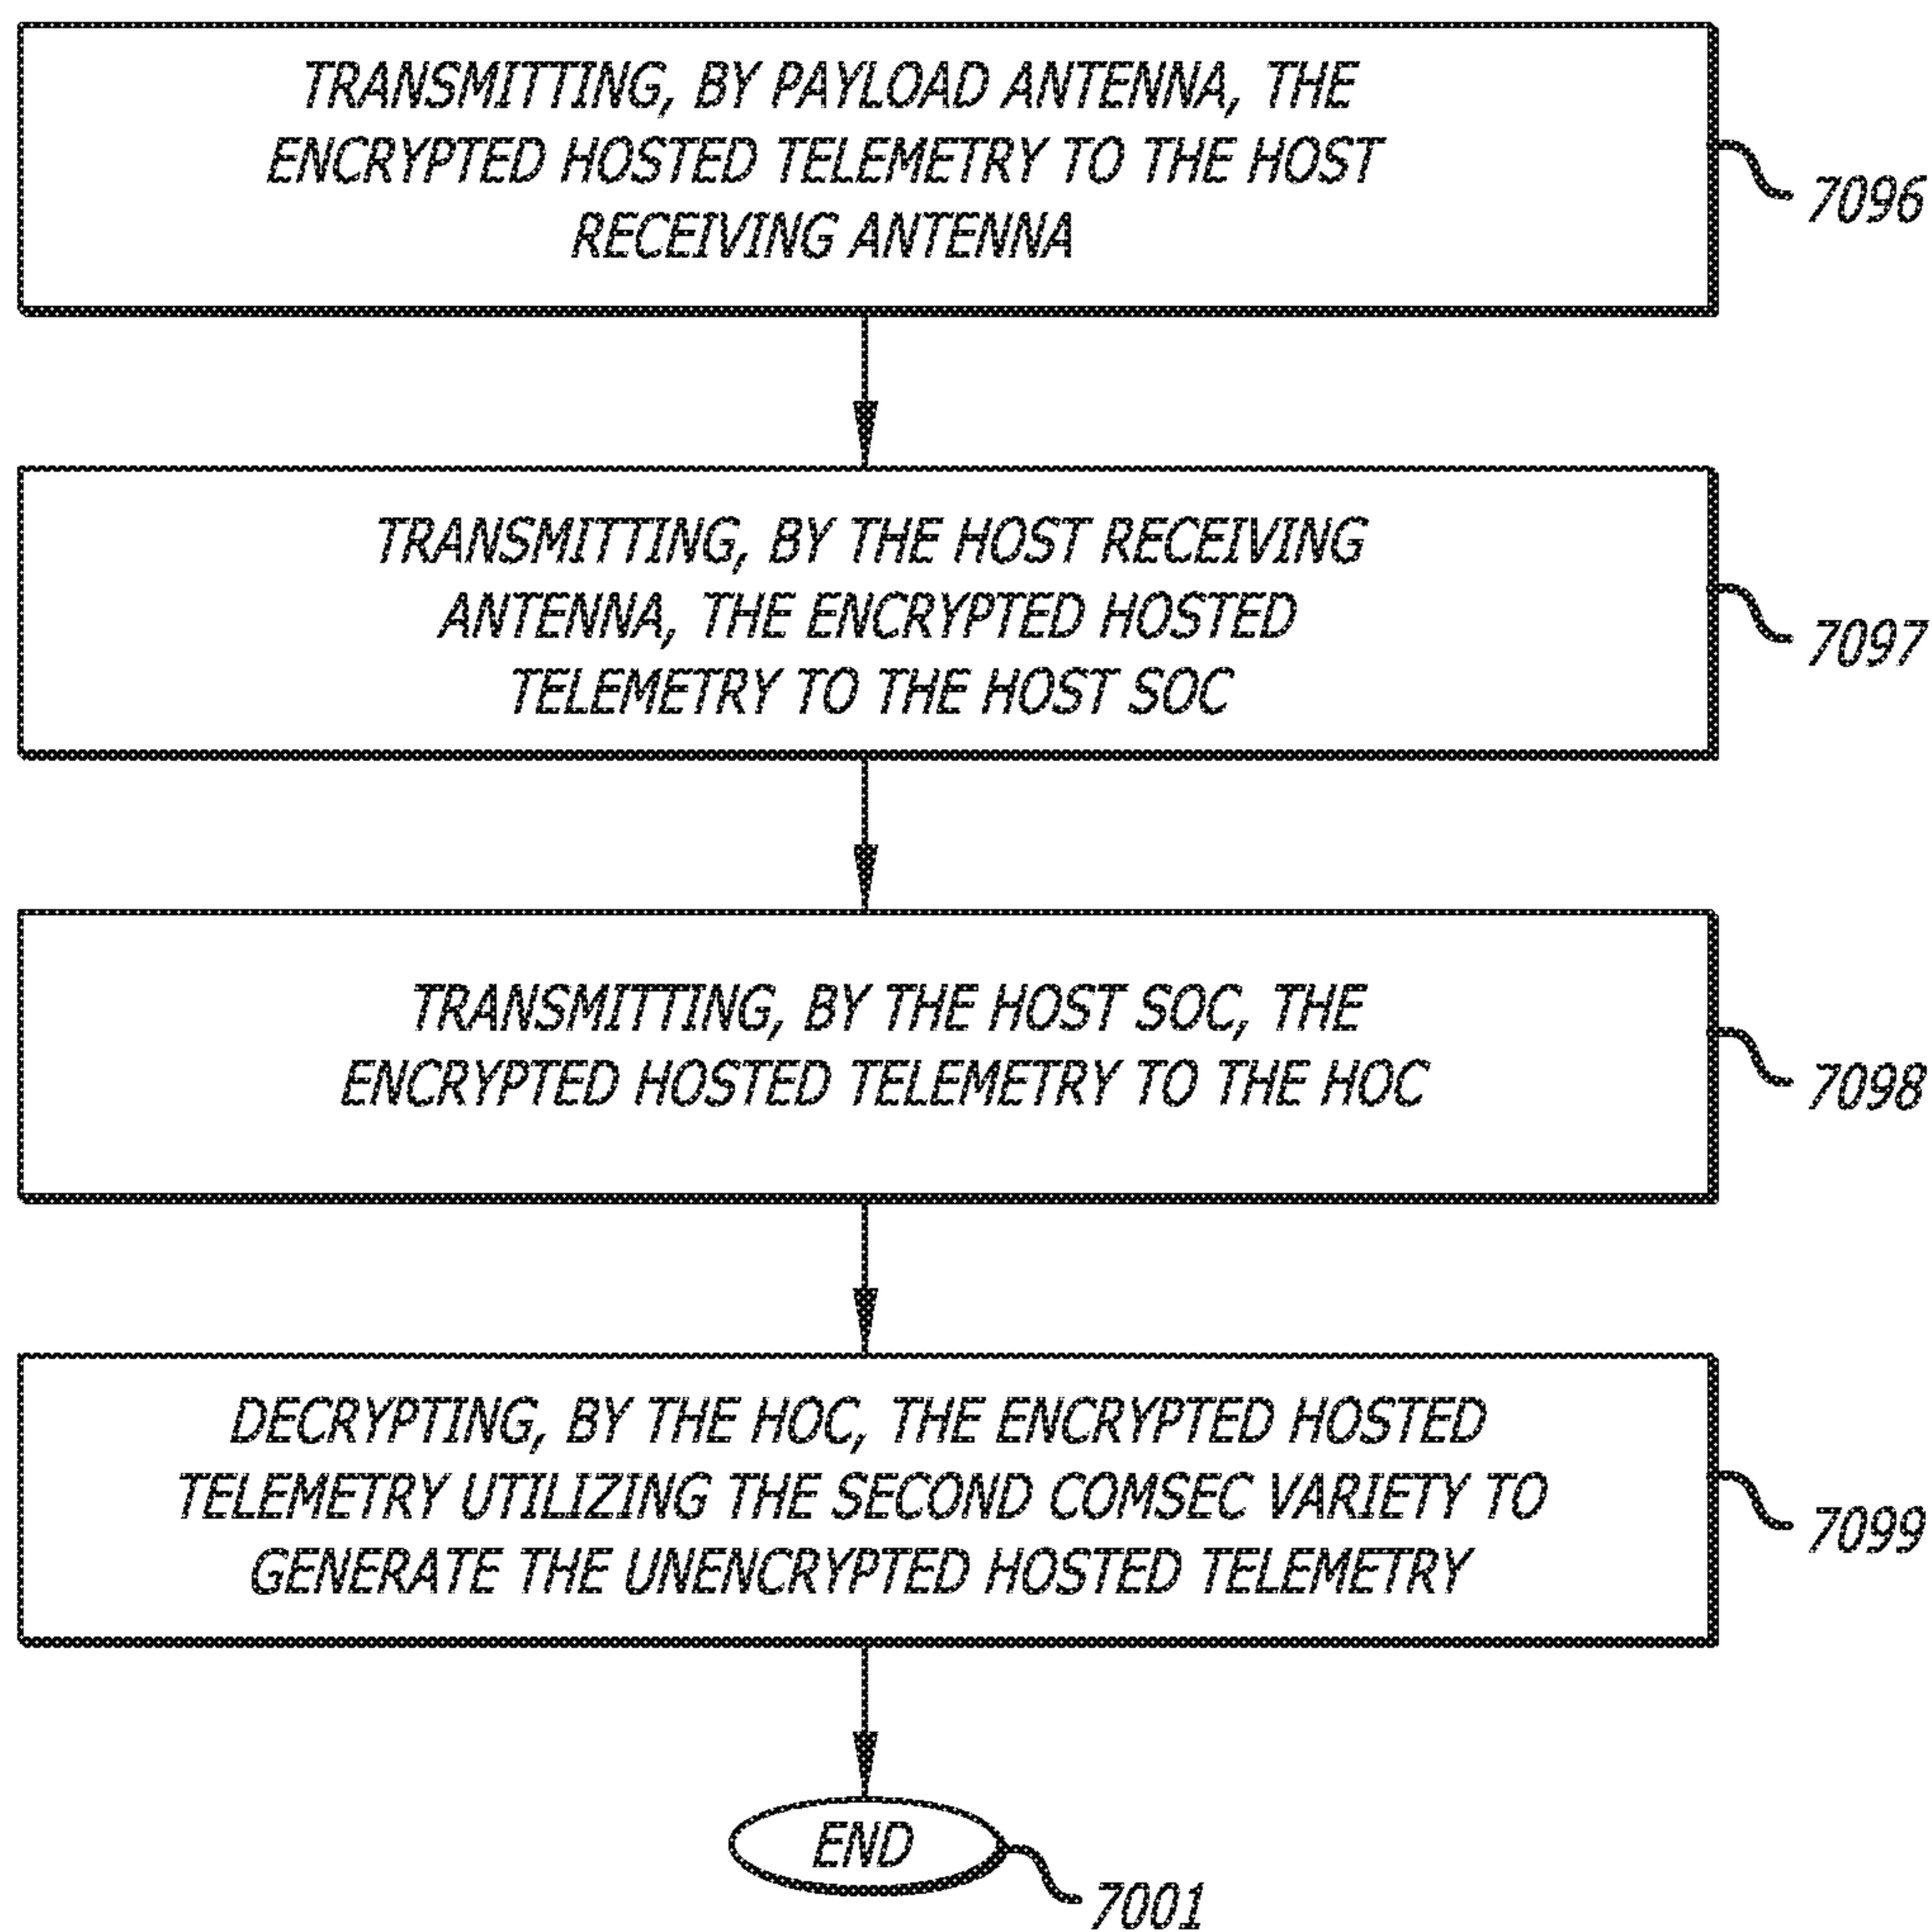 TRANSMITTING, BY PAYLOAD ANTENNA, THE
ENCRYPTED HOSTED TELEMETRY TO THE HOST
RECEIVING ANTENNA
7096
TRANSMITTING, BY THE HOST RECEIVING
ANTENNA, THE ENCRYPTED HOSTED
TELEMETRY TO THE HOST SOC
7097
TRANSMITTING, BY THE HOST SOC, THE
ENCRYPTED HOSTED TELEMETRY TO THE HOC
7098
DECRYPTING, BY THE HOC, THE ENCRYPTED HOSTED
TELEMETRY UTILIZING THE SECOND COMSEC VARIETY TO
GENERATE THE UNENCRYPTED HOSTED TELEMETRY
7099
END
7001